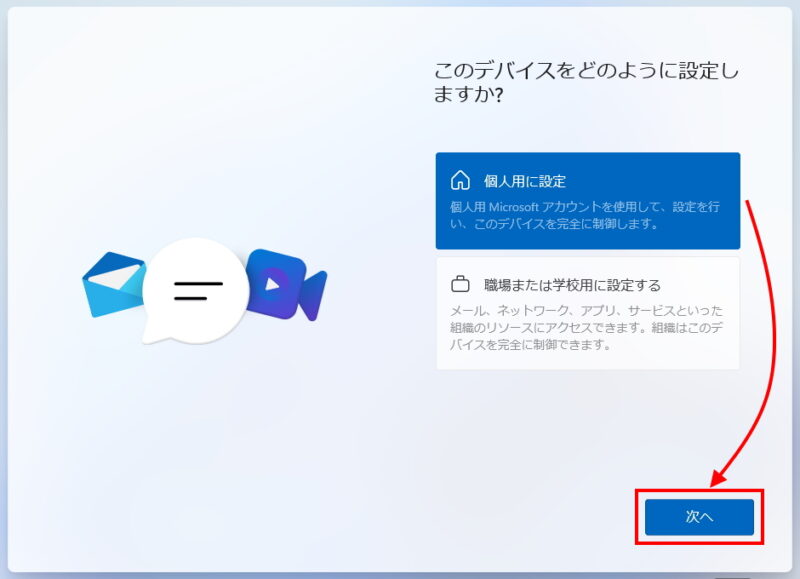 このデバイスをどのように設定し
ますか?
個人用に設定
個人用 Microsoft アカウントを使用して、設定を行
い、このデバイスを完全に制御します。
職場または学校用に設定する
メール、ネットワーク、アプリ、サービスといった
組織のリソースにアクセスできます。組織はこのデ
バイスを完全に制御できます。
次へ